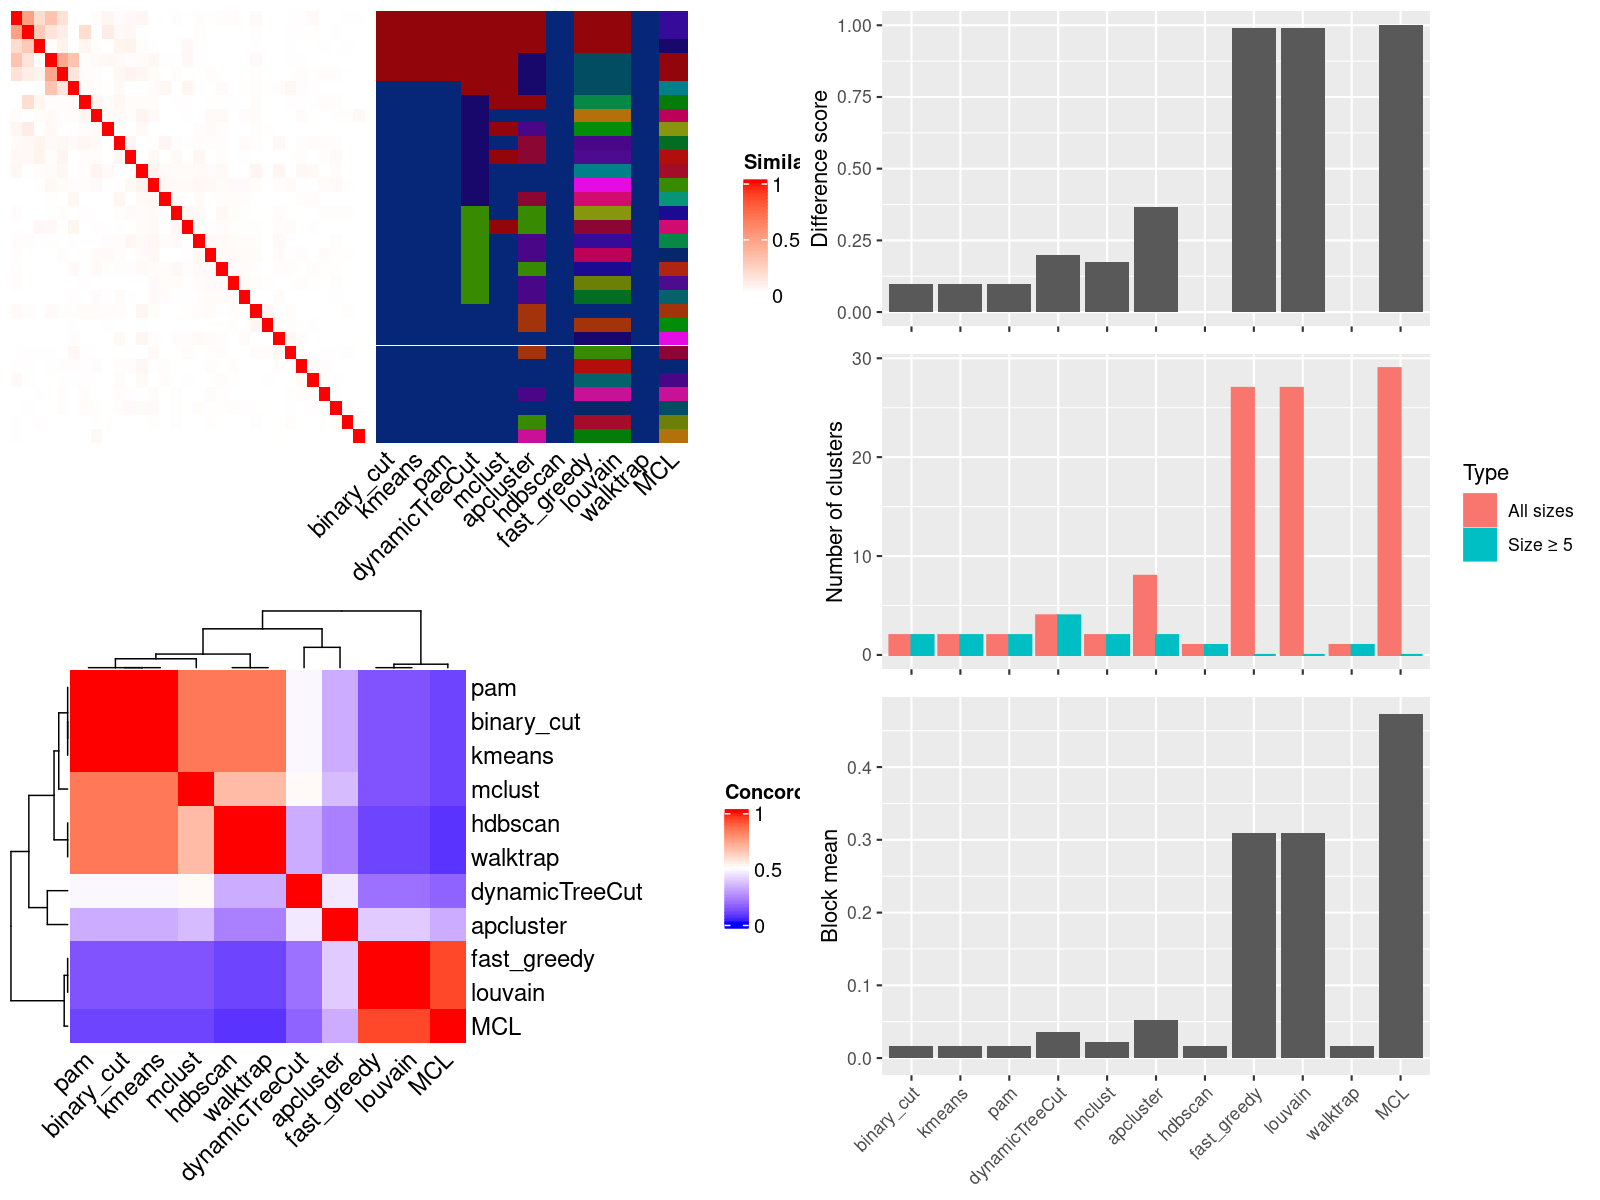 Simila
1
0.5
0
binary_cut
kmeans
pam
dynamicTreeCut
mclust
apcluster
hdbscan
fast_greedy
louvain
walktrap
MCL
Difference score
1.00
0.75
0.50
0.25
0.00
Number of clusters
30
20
10
0
Type
All sizes
Size ≥ 5
pam
binary_cut
kmeans
mclust
hdbscan
walktrap
dynamicTreeCut
apcluster
fast_greedy
louvain
MCL
pam
binary_cut
kmeans
mclust
hdbscan
walktrap
dynamicTreeCut
apcluster
fast_greedy
louvain
MCL
Concord
1
0.5
0
Block mean
0.4
0.3
0.2
0.1
0.0
binary_cut
kmeans
pam
dynamicTreeCut
mclust
apcluster
hdbscan
fast_greedy
louvain
walktrap
MCL